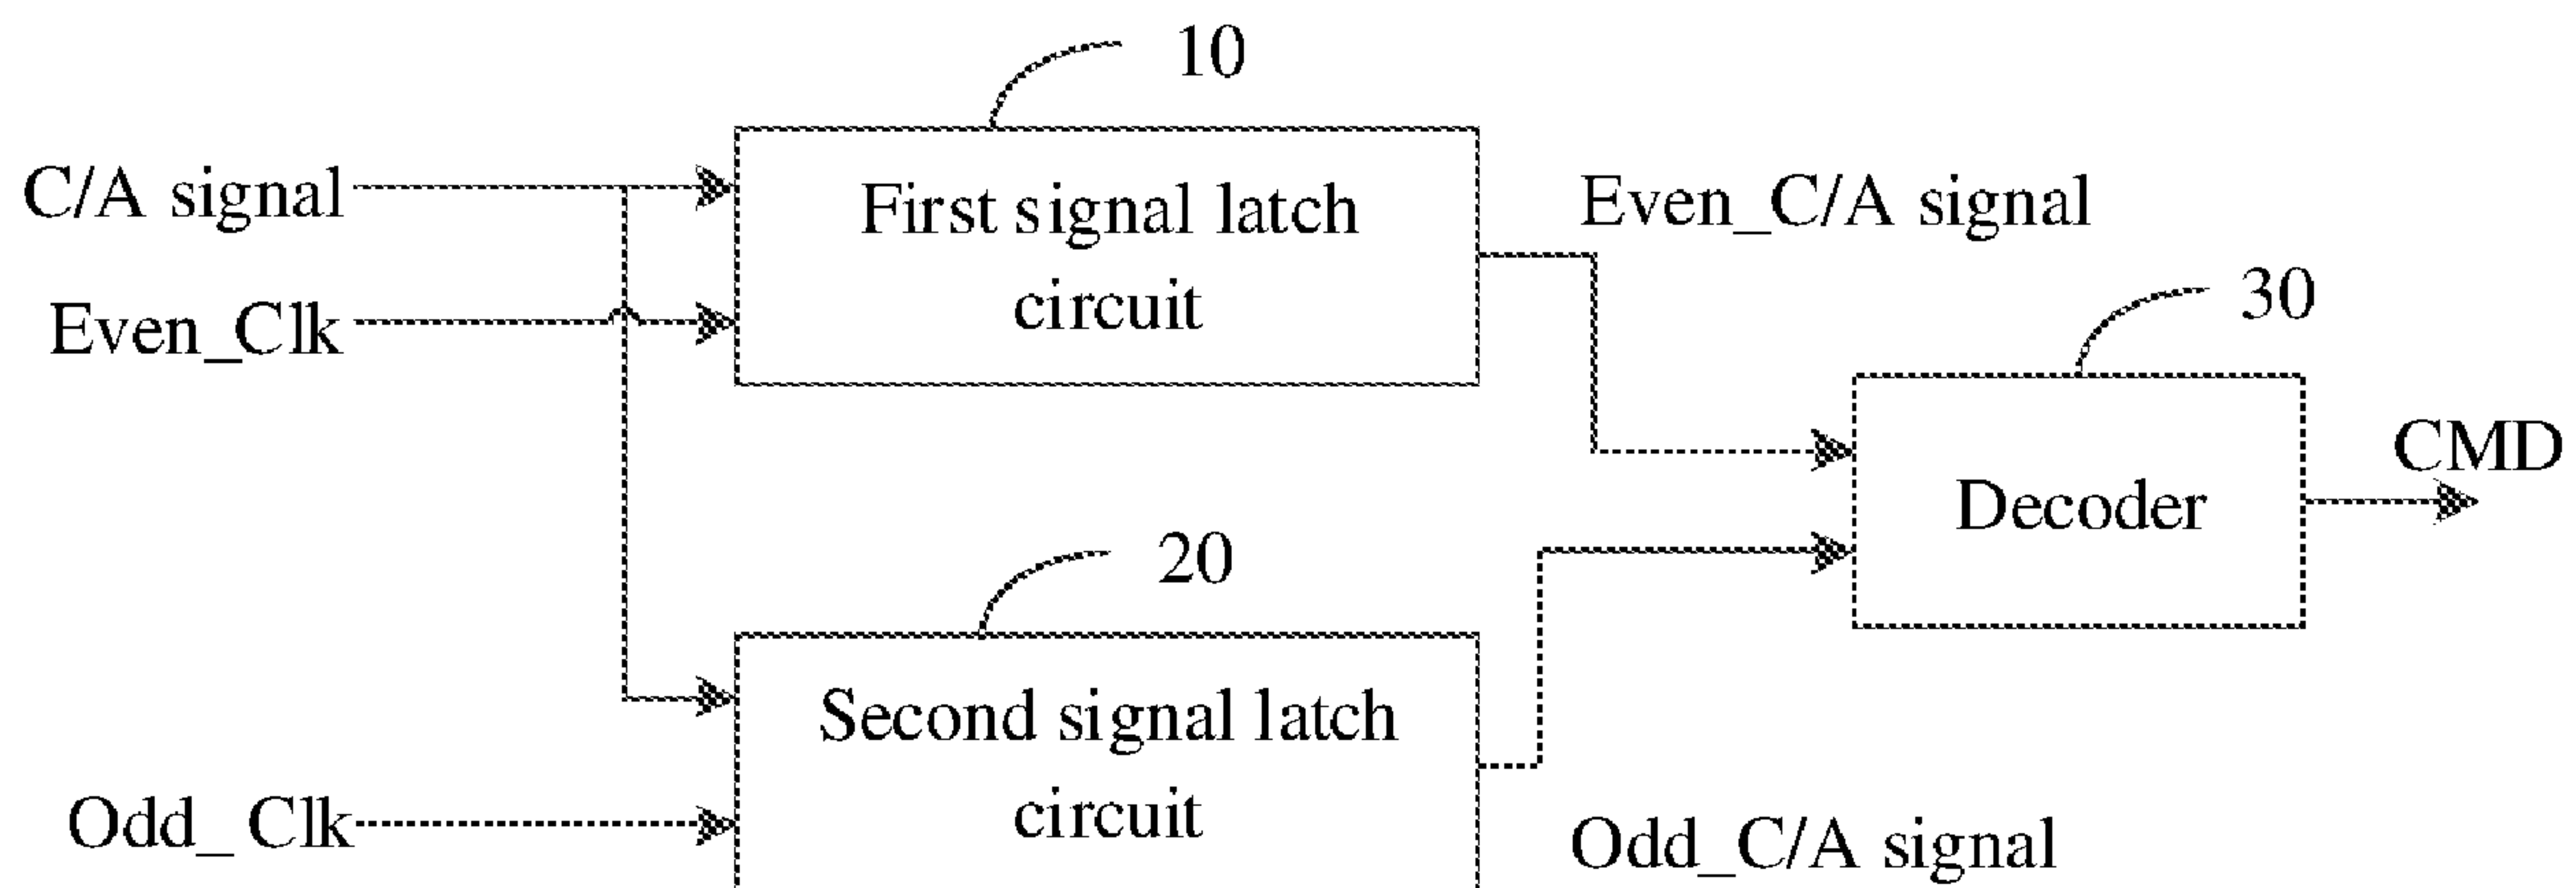 10
C/A signal
First signal latch
circuit
Even_C/A signal
Even_Clk
30
CMD
Decoder
20
Second signal latch
circuit
Odd_ Clk
Odd_C/A signal